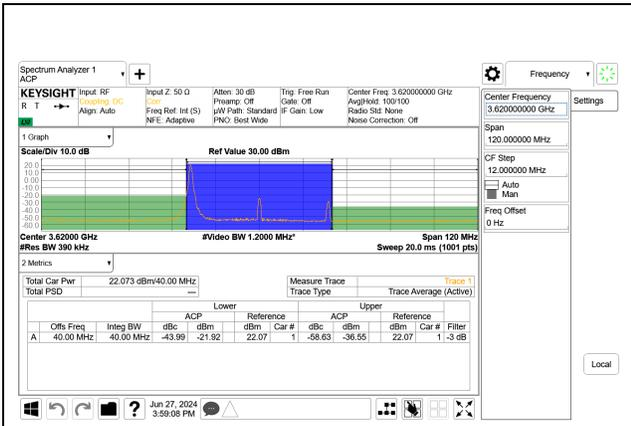 Spectrum Analyzer 1
ACP
Frequency
KEYSIGHT
R T
Input: RF
Coupling: DC
Align: Auto
Input Z: 50 Ω
Corr
Freq Ref: Int (S)
NFE: Adaptive
Atten: 30 dB
Preamp: Off
µW Path: Standard
PNO: Best Wide
Trig: Free Run
Gate: Off
IF Gain: Low
Center Freq: 3.620000000 GHz
Avg|Hold: 100/100
Radio Std: None
Noise Correction: Off
Center Frequency
3.620000000 GHz
Settings
Span
120.000000 MHz
CF Step
12.000000 MHz
Auto
Man
Freq Offset
0 Hz
Local
1 Graph
Scale/Div 10.0 dB
Ref Value 30.00 dBm
20.0
10.0
0.00
-10.0
-20.0
-30.0
-40.0
-50.0
-60.0
Center 3.62000 GHz
#Video BW 1.2000 MHz*
Span 120 MHz
#Res BW 390 kHz
Sweep 20.0 ms (1001 pts)
2 Metrics
Total Car Pwr 22.073 dBm/40.00 MHz
Total PSD ---
Measure Trace Trace 1
Trace Type Trace Average (Active)
Lower Upper
ACP Reference ACP Reference
Offs Freq Integ BW dBc dBm dBm Car # dBc dBm dBm Car # Filter
A 40.00 MHz 40.00 MHz -43.99 -21.92 22.07 1 -58.63 -36.55 22.07 1 -3 dB
?
Jun 27, 2024
3:59:08 PM